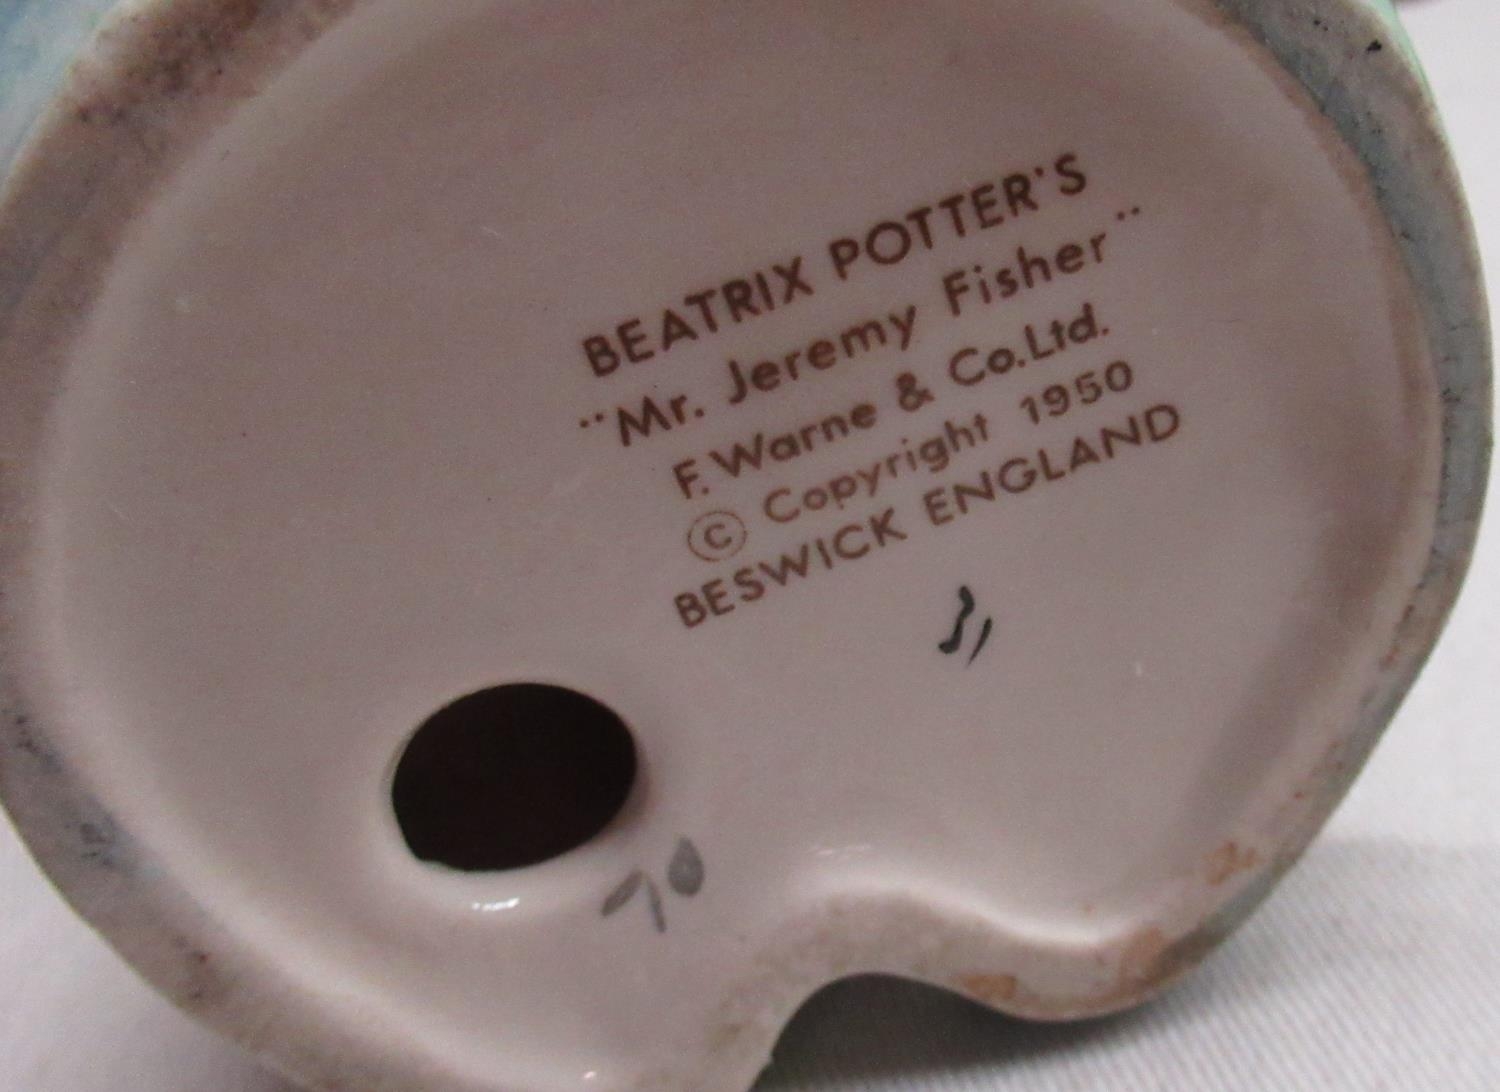 BEATRIX POTTER'S
"Mr. Jeremy Fisher"
F. Warne & Co. Ltd.
© Copyright 1950
BESWICK ENGLAND